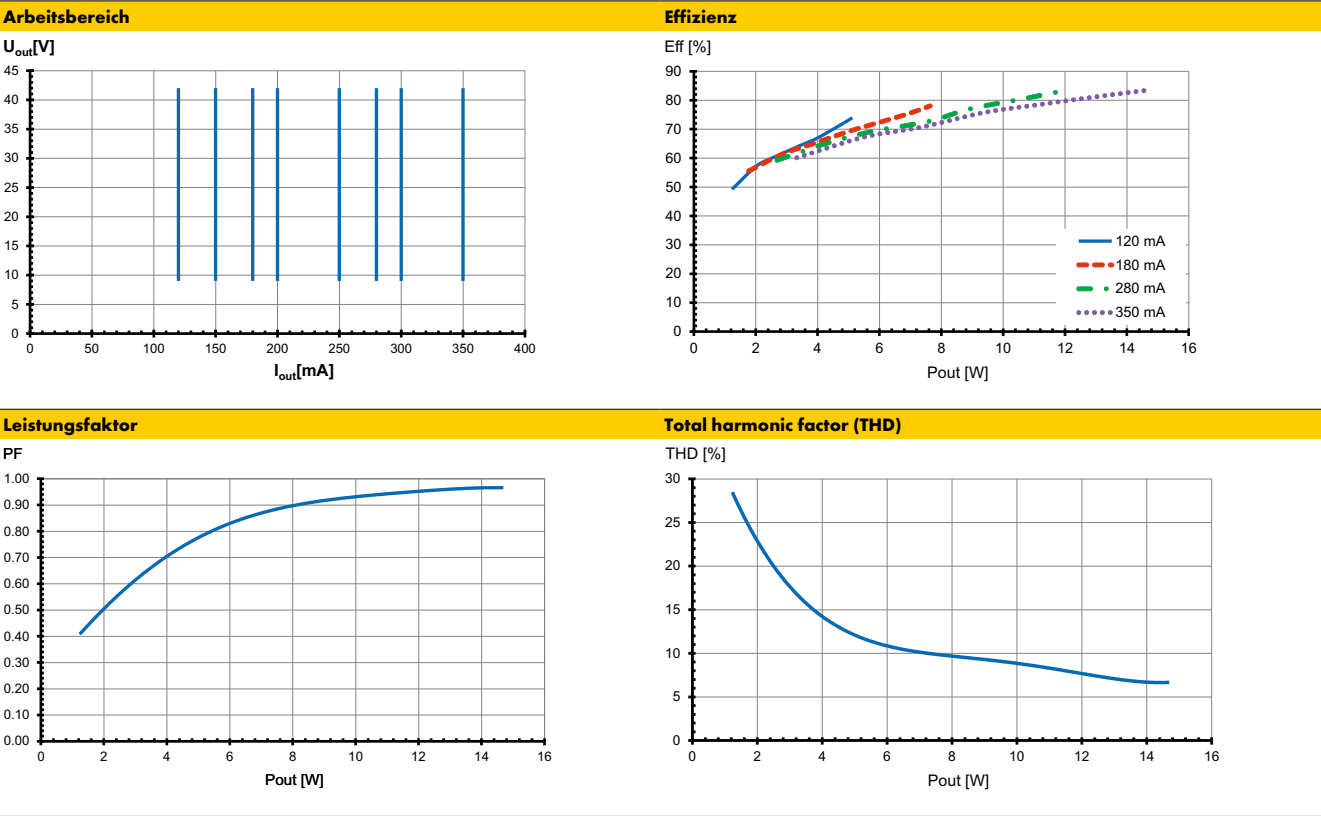 Arbeitsbereich
Uout[V]
45
40
35
30
25
20
15
10
5
0
0 50 100 150 200 250 300 350 400
Iout[mA]
Effizienz
Eff [%]
90
80
70
60
50
40
30
20
10
0
120 mA
180 mA
280 mA
350 mA
0 2 4 6 8 10 12 14 16
Pout [W]
Leistungsfaktor
PF
1.00
0.90
0.80
0.70
0.60
0.50
0.40
0.30
0.20
0.10
0.00
0 2 4 6 8 10 12 14 16
Pout [W]
Total harmonic factor (THD)
THD [%]
30
25
20
15
10
5
0
0 2 4 6 8 10 12 14 16
Pout [W]